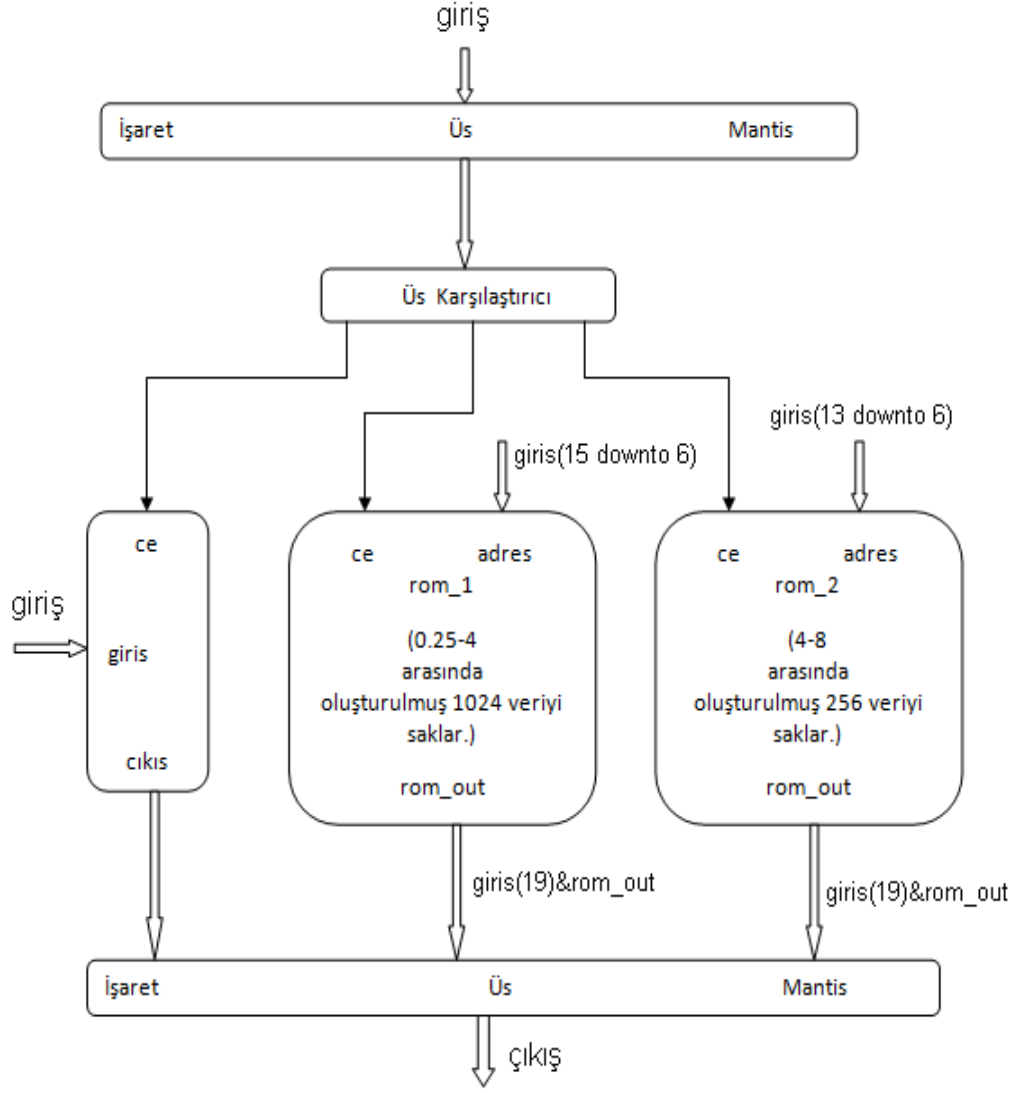 giriş
İşaret Üs Mantis
Üs Karşılaştırıcı
giris(13 downto 6)
giris(15 downto 6)
giriş
ce
giris
cıkıs
ce adres
rom_1
(0.25-4
arasında
oluşturulmuş 1024 veriyi
saklar.)
rom_out
ce adres
rom_2
(4-8
arasında
oluşturulmuş 256 veriyi
saklar.)
rom_out
giris(19)&rom_out
giris(19)&rom_out
İşaret Üs Mantis
çıkış